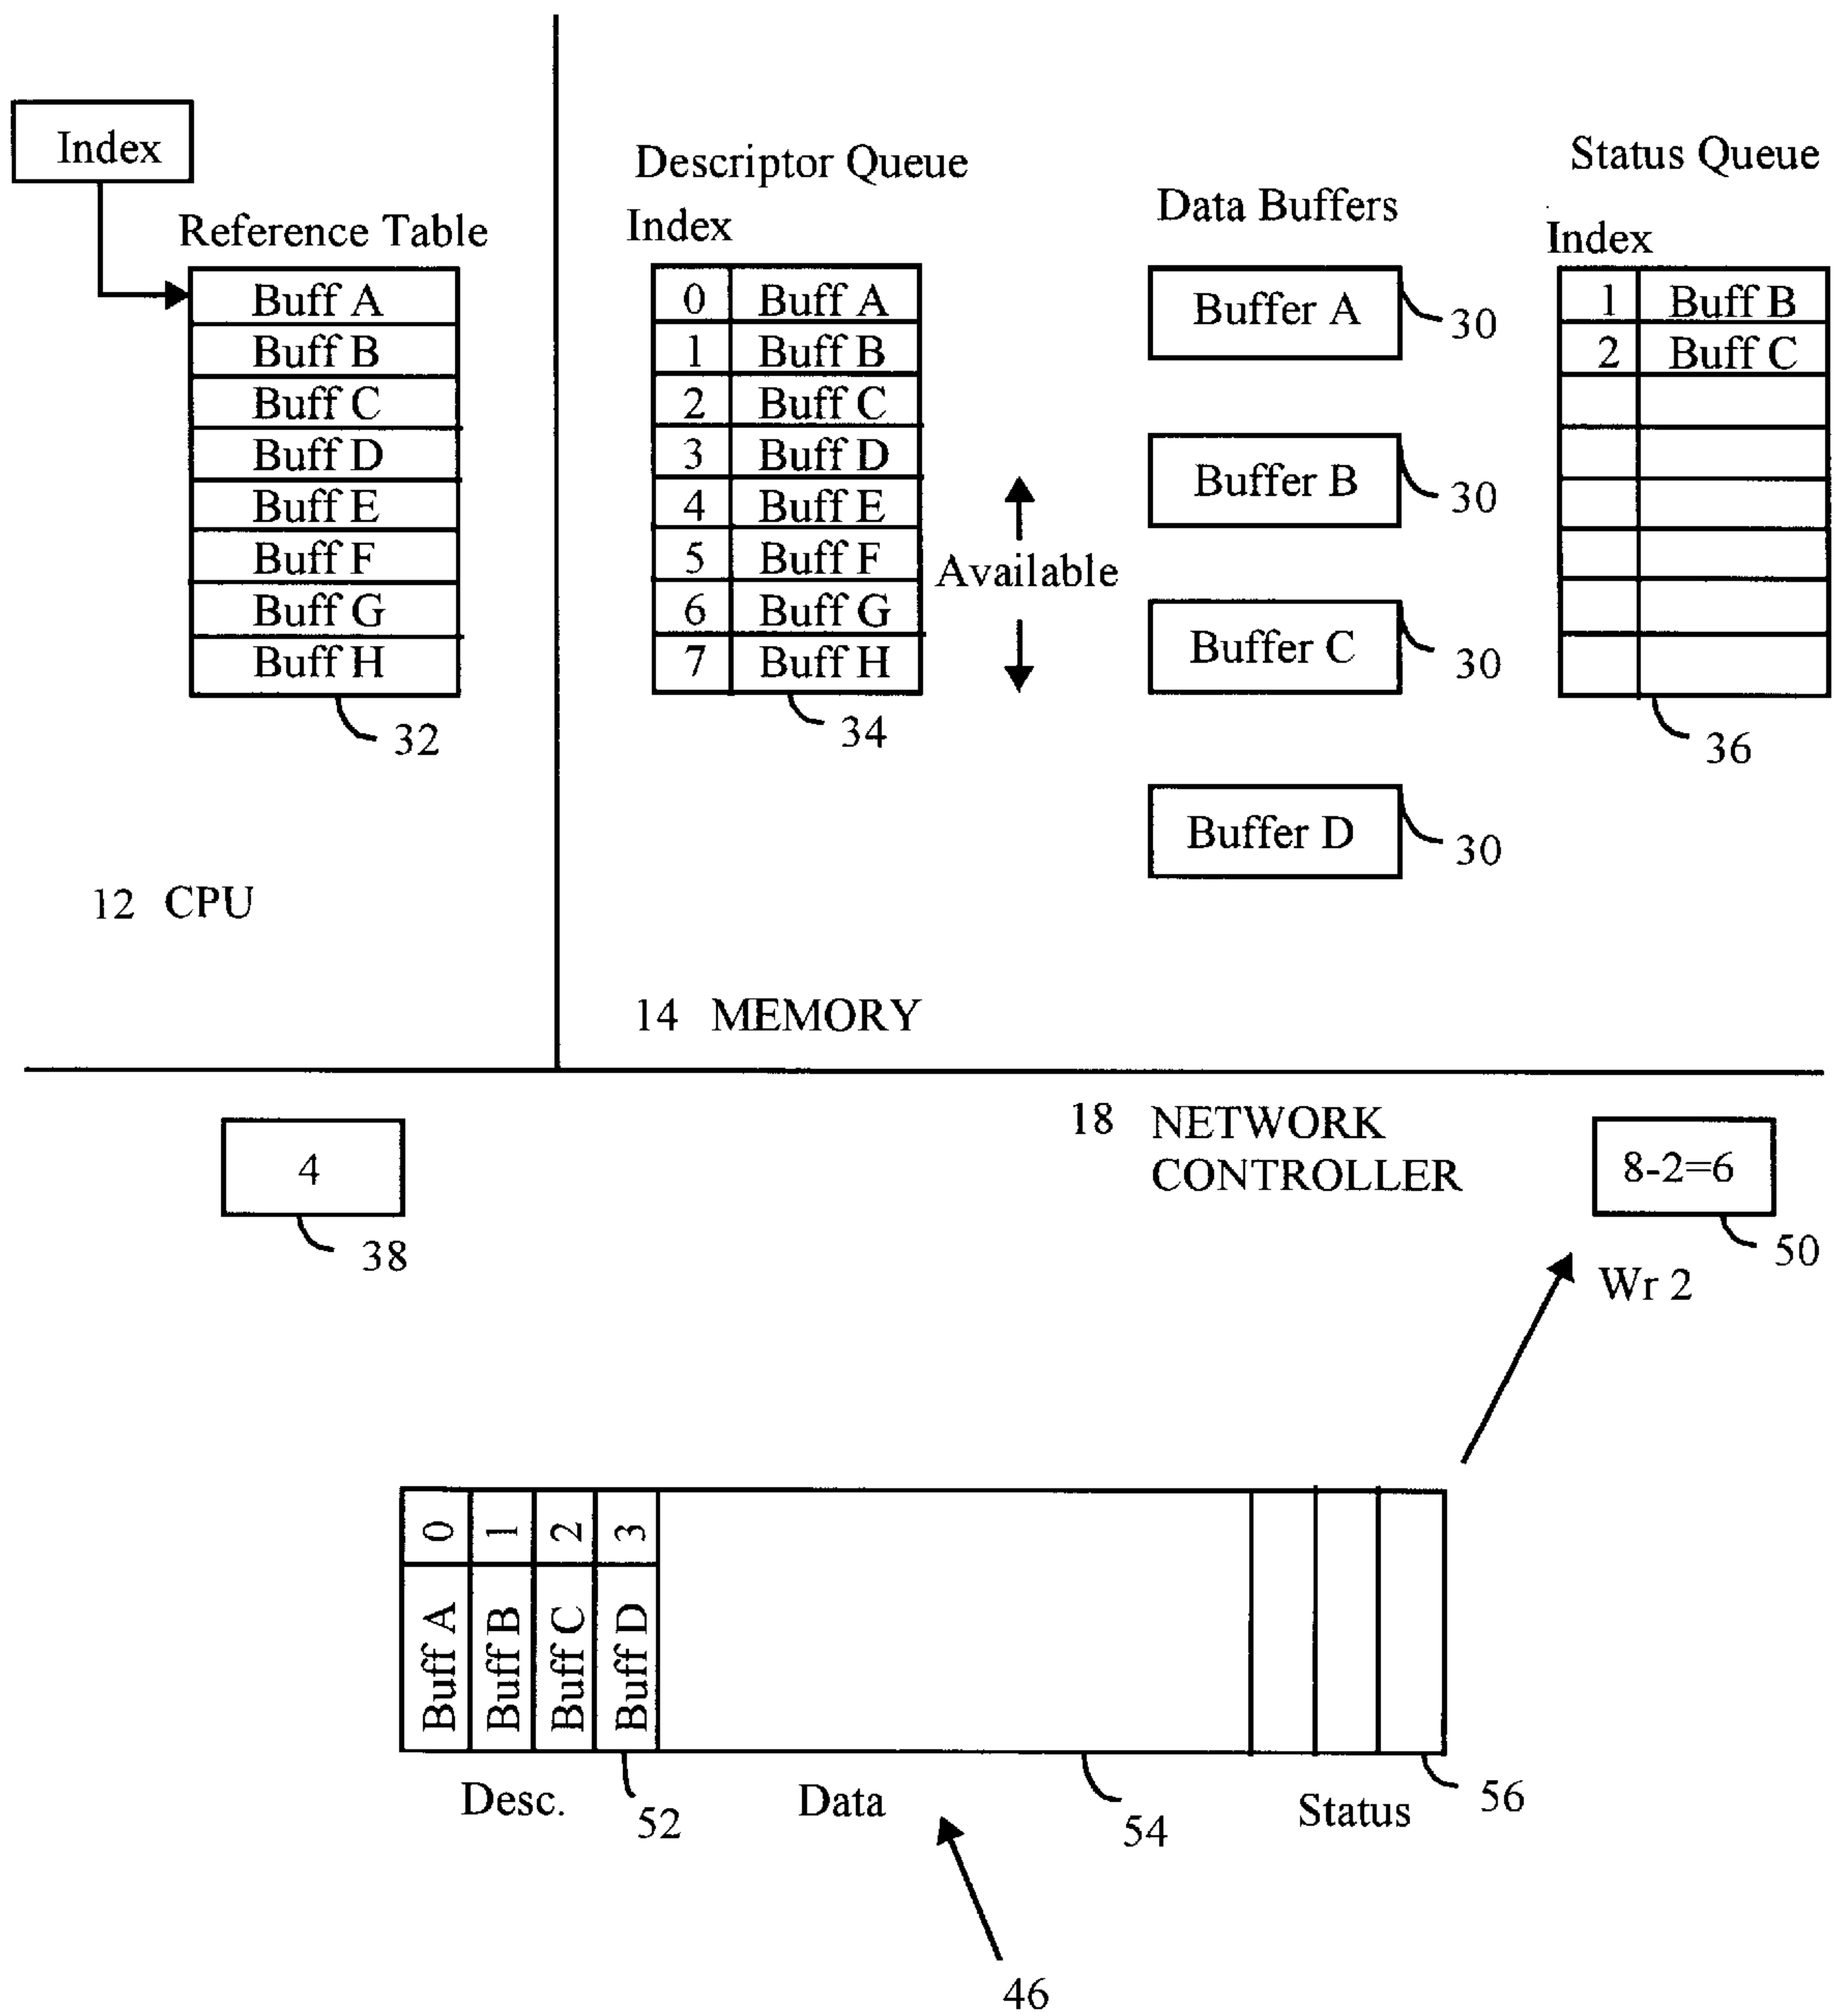 Index
Reference Table
Buff A
Buff B
Buff C
Buff D
Buff E
Buff F
Buff G
Buff H
32
12 CPU
Descriptor Queue
Index
0 Buff A
1 Buff B
2 Buff C
3 Buff D
4 Buff E
5 Buff F
6 Buff G
7 Buff H
34
Available
Data Buffers
Buffer A
30
Buffer B
30
Buffer C
30
Buffer D
30
Status Queue
Index
1 Buff B
2 Buff C
36
14 MEMORY
4
38
18 NETWORK
CONTROLLER
8-2=6
50
Wr 2
0 Buff A
1 Buff B
2 Buff C
3 Buff D
Desc.
52
Data
54
Status
56
46